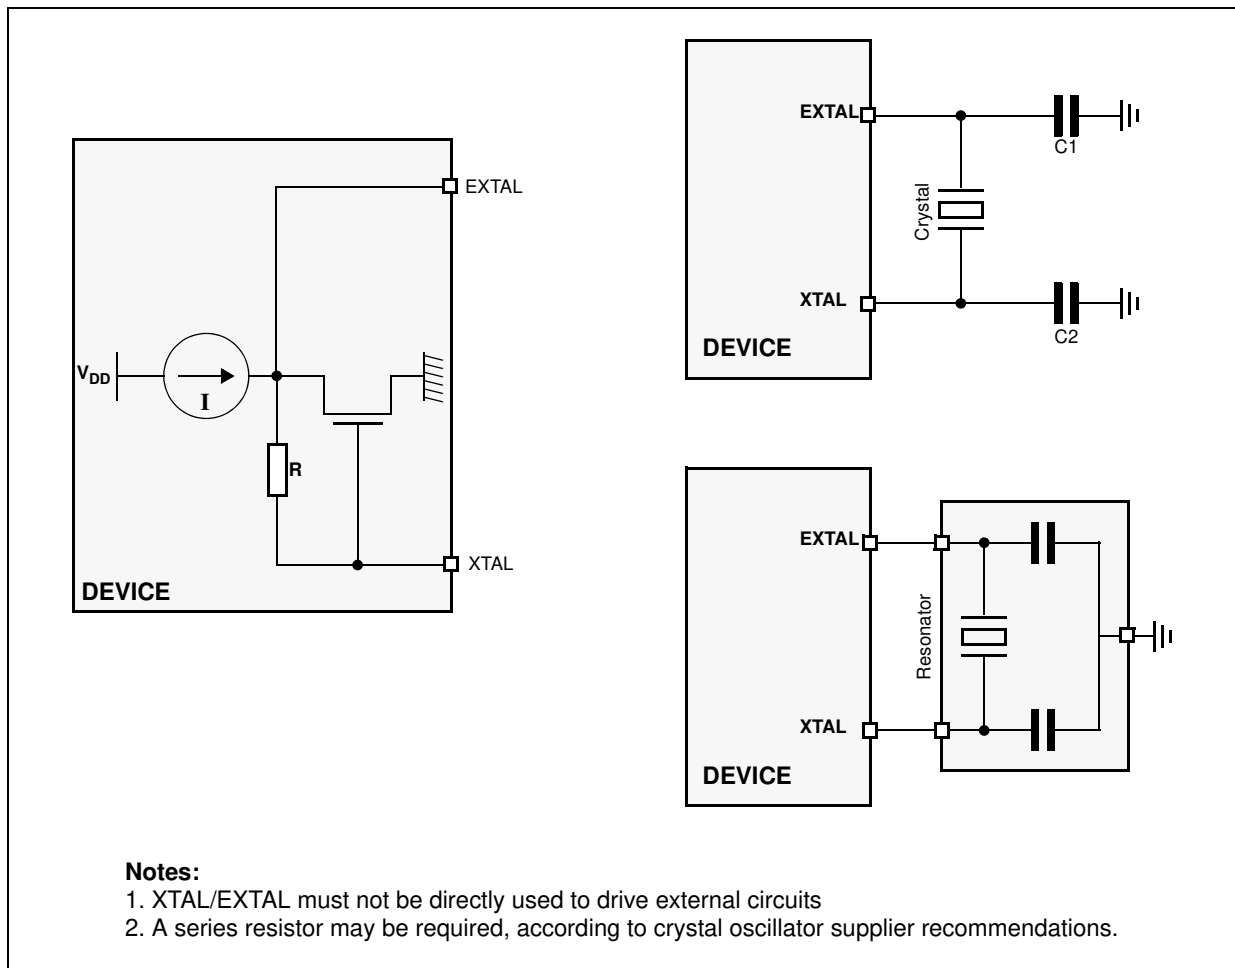 EXTAL
V_DD
I
R
XTAL
DEVICE
EXTAL
C1
Crystal
XTAL
C2
DEVICE
EXTAL
Resonator
XTAL
DEVICE
Notes:
1. XTAL/EXTAL must not be directly used to drive external circuits
2. A series resistor may be required, according to crystal oscillator supplier recommendations.